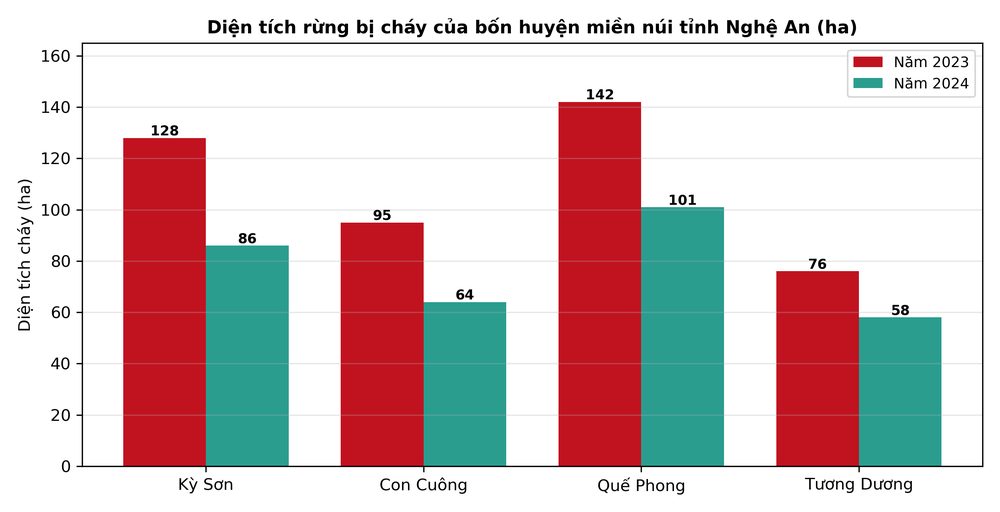 Diện tích rừng bị cháy của bốn huyện miền núi tỉnh Nghệ An (ha)
Năm 2023
Năm 2024
Diện tích cháy (ha)
160
140
120
100
80
60
40
20
0
128
86
95
64
142
101
76
58
Kỳ Sơn
Con Cuông
Quế Phong
Tương Dương